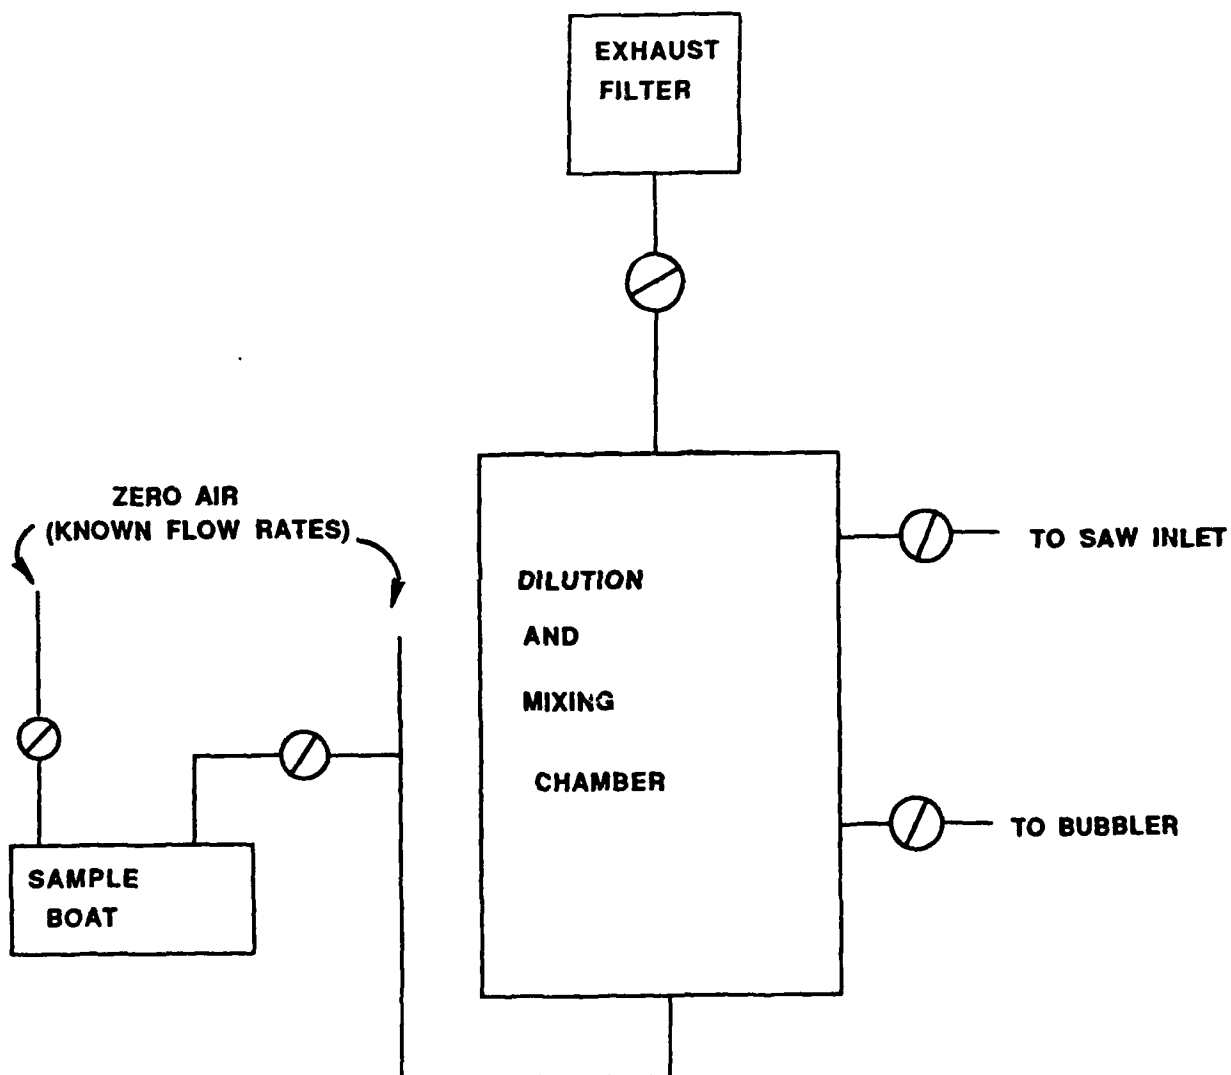 EXHAUST
FILTER
ZERO AIR
(KNOWN FLOW RATES)
TO SAW INLET
DILUTION
AND
MIXING
CHAMBER
TO BUBBLER
SAMPLE
BOAT